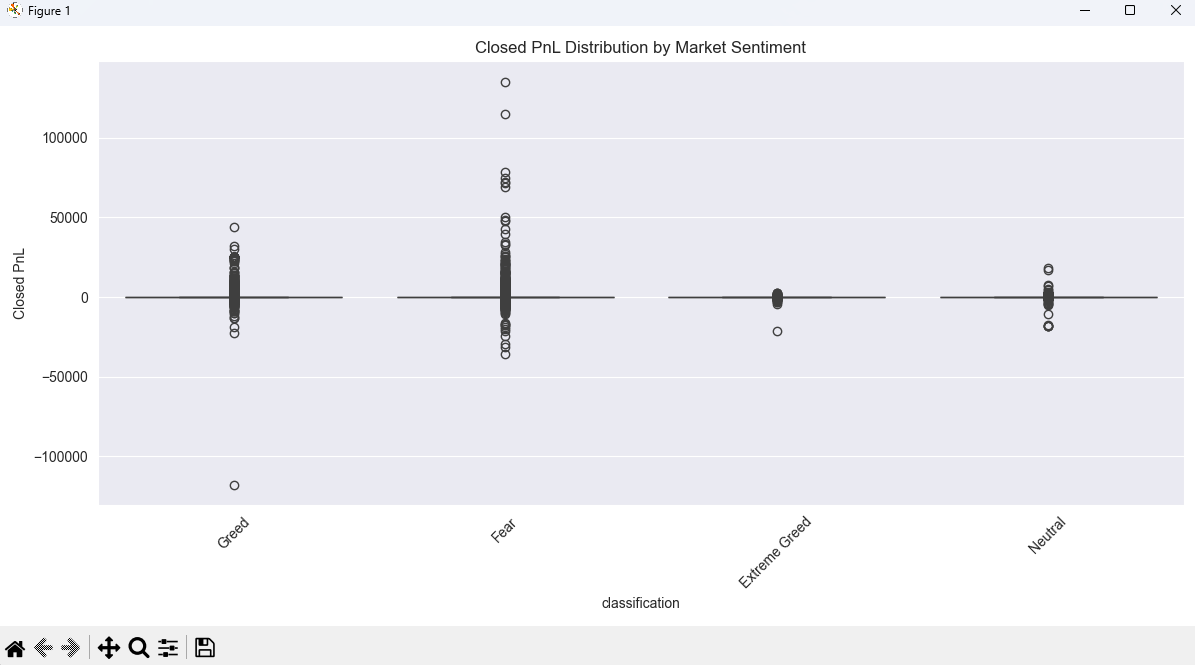 Figure 1
Closed PnL Distribution by Market Sentiment
Closed PnL
100000
50000
0
−50000
−100000
Greed
Fear
Extreme Greed
Neutral
classification